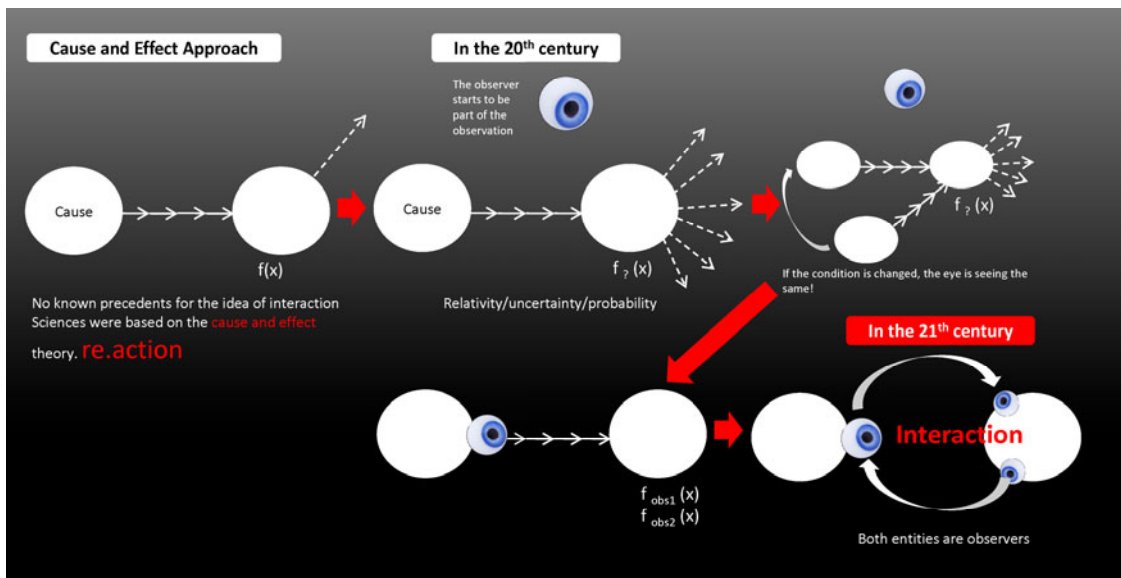 Cause and Effect Approach
In the 20th century
The observer
starts to be
part of the
observation
Cause
f(x)
Cause
f ? (x)
f ? (x)
No known precedents for the idea of interaction
Sciences were based on the cause and effect
theory. re.action
Relativity/uncertainty/probability
If the condition is changed, the eye is seeing the
same!
In the 21th century
f obs1 (x)
f obs2 (x)
Interaction
Both entities are observers